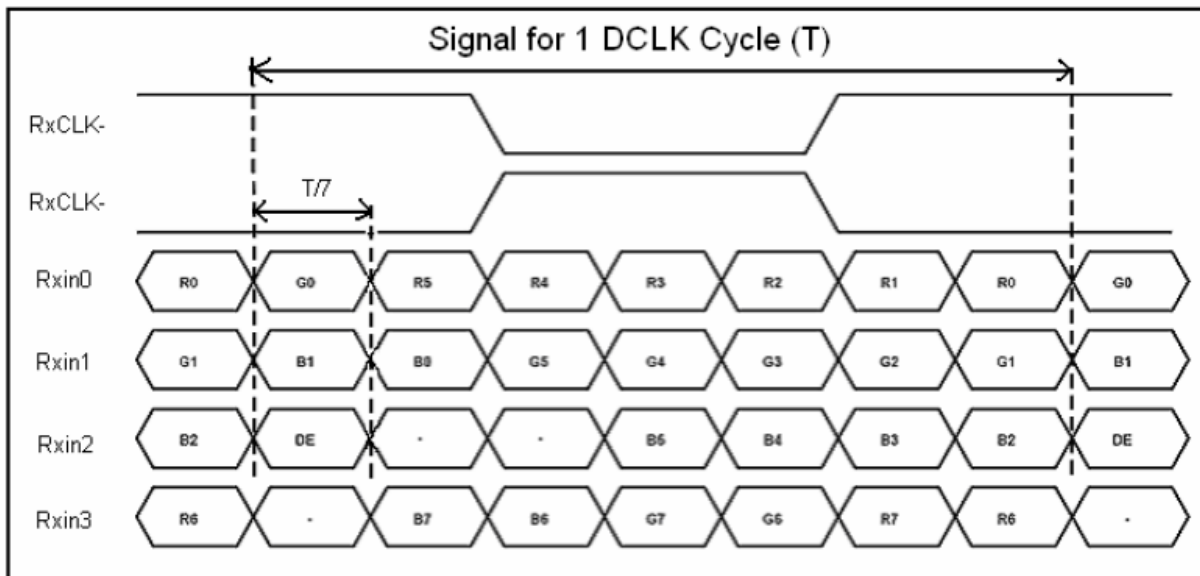 Signal for 1 DCLK Cycle (T)
RxCLK-
RxCLK-
T/7
Rxin0 R0 G0 R5 R4 R3 R2 R1 R0 G0
Rxin1 G1 B1 B0 G5 G4 G3 G2 G1 B1
Rxin2 B2 DE - - B5 B4 B3 B2 DE
Rxin3 R6 - B7 B6 G7 G6 R7 R6 -